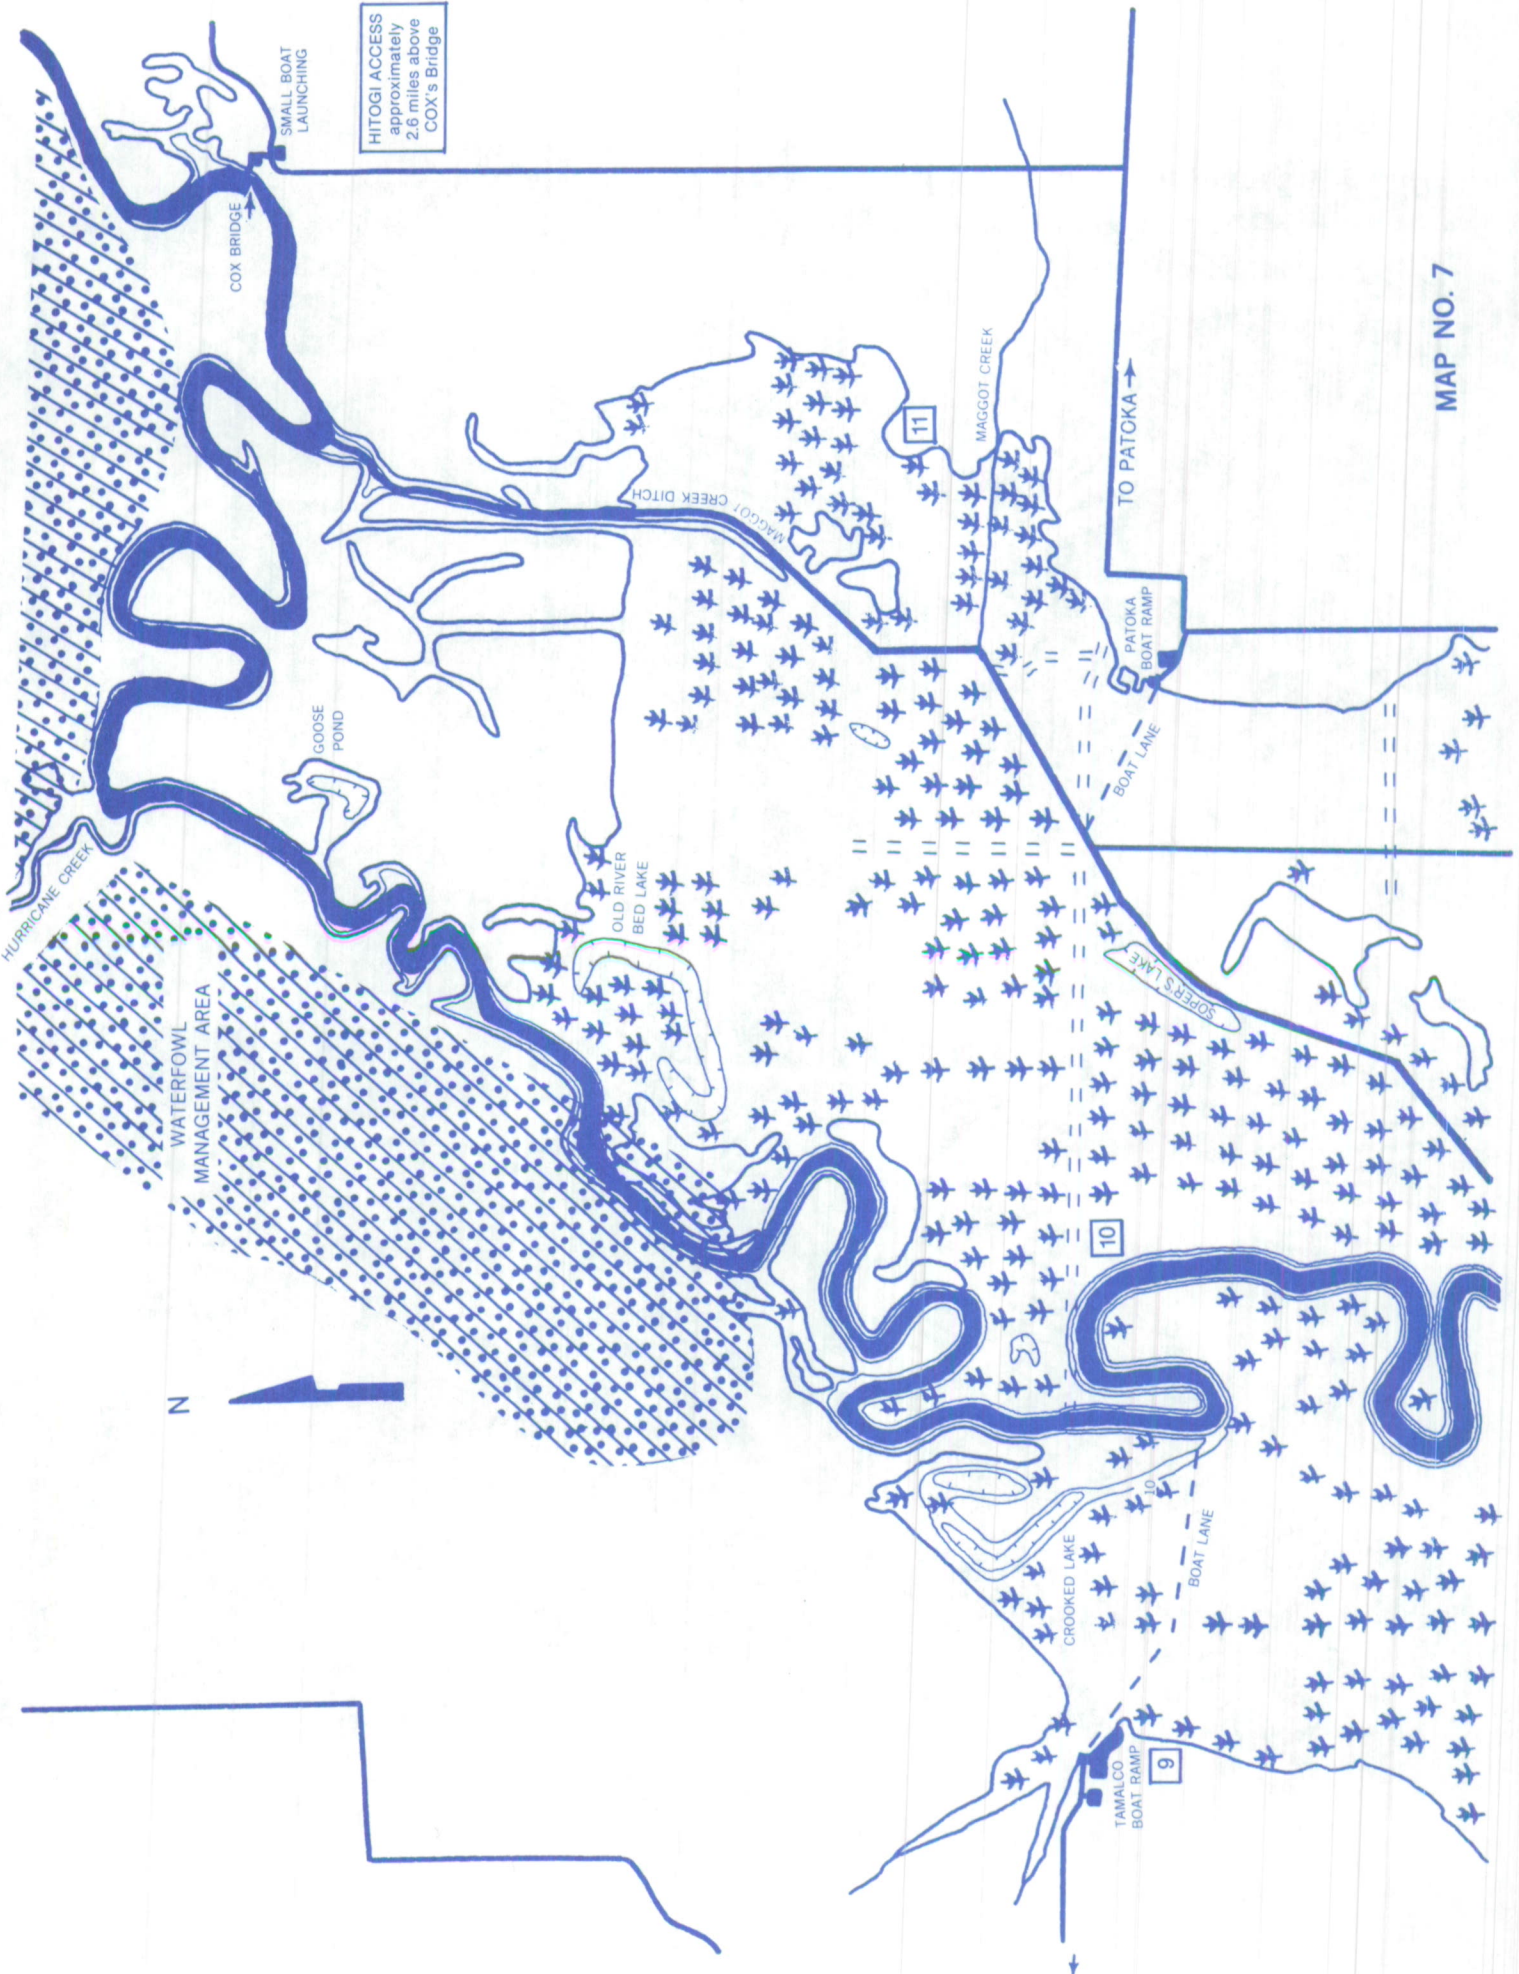 HITOGI ACCESS
approximately
2.6 miles above
COX's Bridge
SMALL BOAT
LAUNCHING
COX BRIDGE
HURRICANE CREEK
GOOSE
POND
WATERFOWL
MANAGEMENT AREA
N
MAGGOT
CREEK DITCH
MAGGOT CREEK
11
TO PATOKA
MAP NO. 7
PATOKA
BOAT RAMP
BOAT LANE
OLD RIVER
BED LAKE
SOPER'S LAKE
10
CROOKED LAKE
10
BOAT LANE
TAMALCO
BOAT RAMP
9